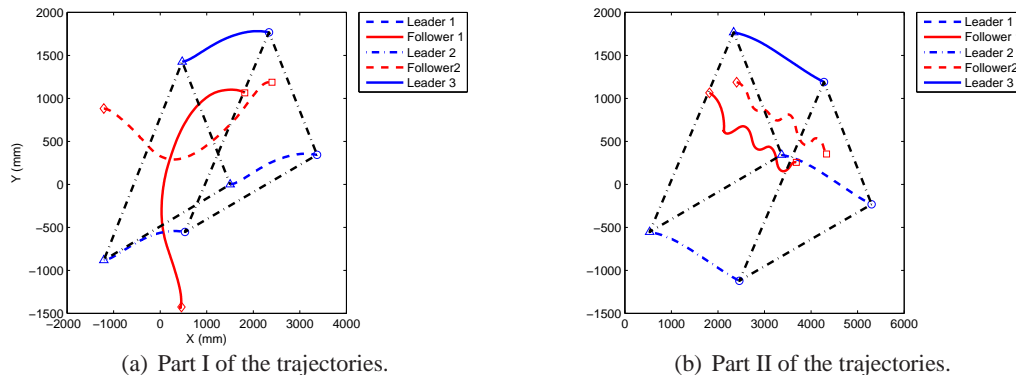 2000
1500
1000
500
0
−500
−1000
−1500
−2000 −1000 0 1000 2000 3000 4000
X (mm)
Y (mm)
Leader 1
Follower 1
Leader 2
Follower2
Leader 3
(a) Part I of the trajectories.
2000
1500
1000
500
0
−500
−1000
−1500
0 1000 2000 3000 4000 5000 6000
Y (mm)
Leader 1
Follower
Leader 2
Follower2
Leader 3
(b) Part II of the trajectories.